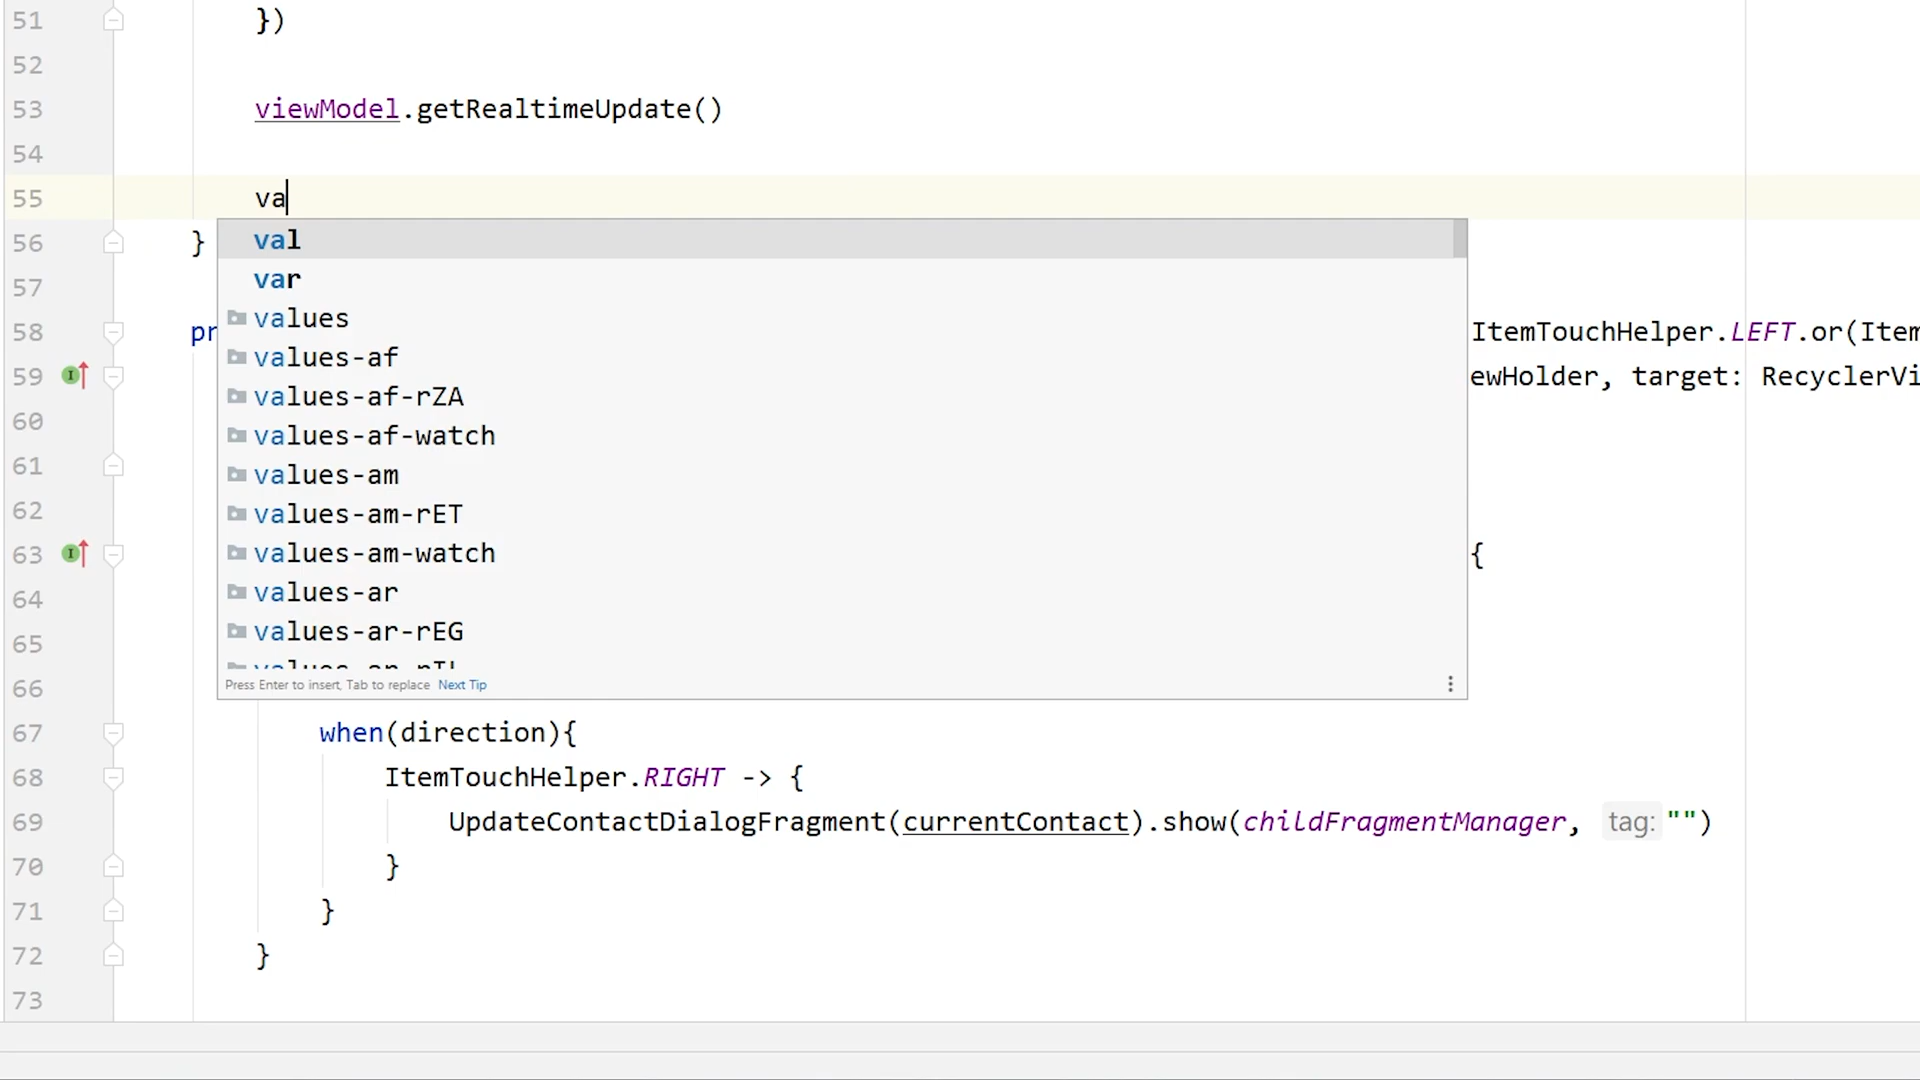 51 })
52
53 viewModel.getRealtimeUpdate()
54
55 va
val
56 }
var
57
values
58 pr ItemTouchHelper.LEFT.or(Item
values-af
59 I ewHolder, target: RecyclerVi
values-af-rZA
60
values-af-watch
61
values-am
62
values-am-rET
63 I {
values-am-watch
64
values-ar
65
values-ar-rEG
66
Press Enter to insert, Tab to replace Next Tip
67 when(direction){
68 ItemTouchHelper.RIGHT -> {
69 UpdateContactDialogFragment(currentContact).show(childFragmentManager, tag: "")
70 }
71 }
72 }
73